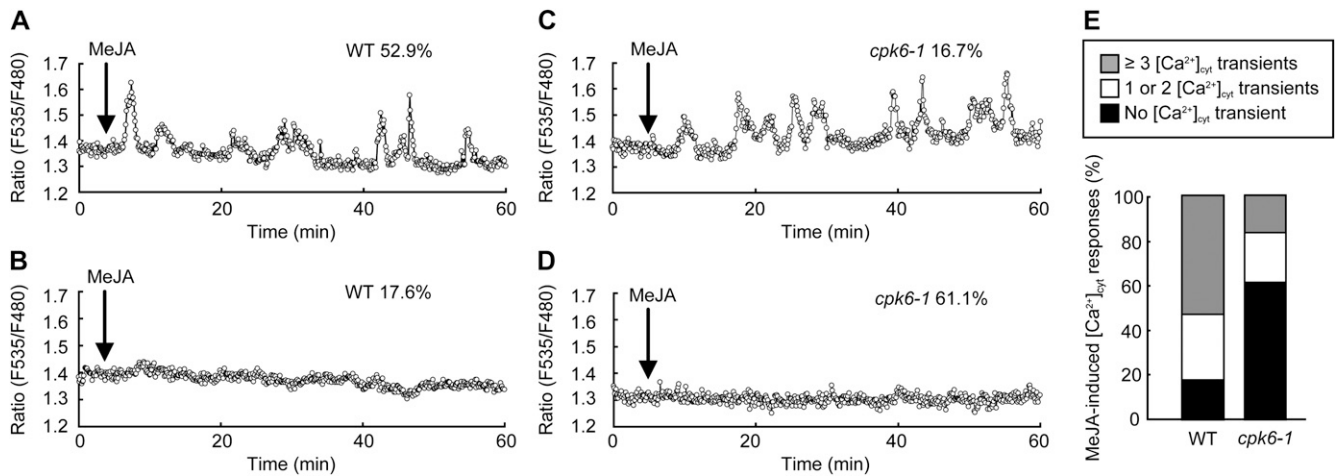 A
MeJA
WT 52.9%
Ratio (F535/F480)
1.7
1.6
1.5
1.4
1.3
1.2
0 20 40 60
Time (min)
B
MeJA
WT 17.6%
Ratio (F535/F480)
1.7
1.6
1.5
1.4
1.3
1.2
0 20 40 60
Time (min)
C
MeJA
cpk6-1 16.7%
Ratio (F535/F480)
1.7
1.6
1.5
1.4
1.3
1.2
0 20 40 60
Time (min)
D
MeJA
cpk6-1 61.1%
Ratio (F535/F480)
1.7
1.6
1.5
1.4
1.3
1.2
0 20 40 60
Time (min)
E
≥ 3 [Ca²⁺]cyt transients
1 or 2 [Ca²⁺]cyt transients
No [Ca²⁺]cyt transient
MeJA-induced [Ca²⁺]cyt responses (%)
100
80
60
40
20
0
WT cpk6-1